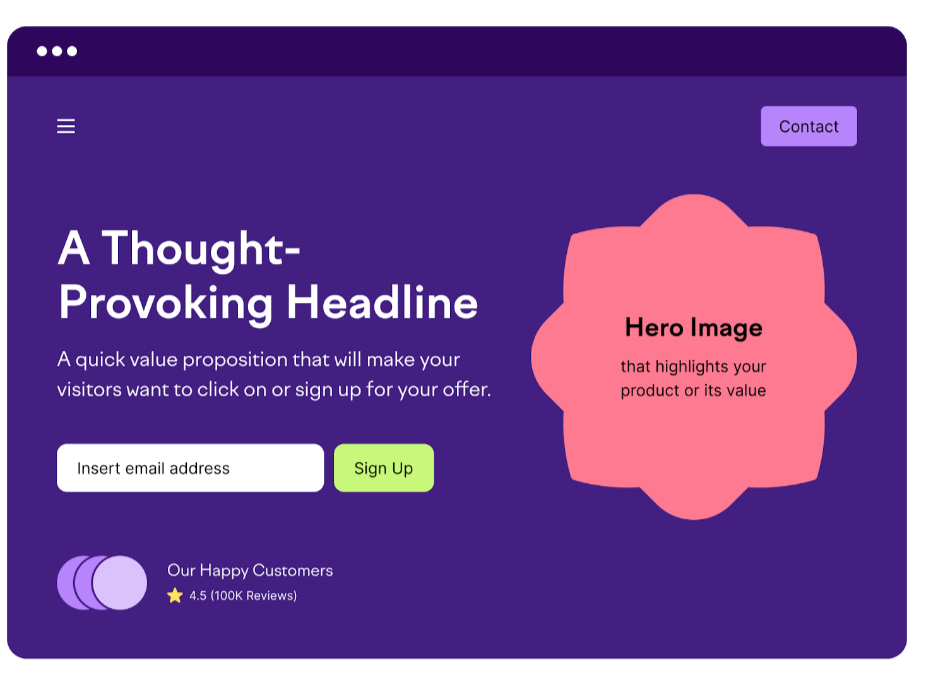 Contact
A Thought-
Provoking Headline
A quick value proposition that will make your
visitors want to click on or sign up for your offer.
Insert email address
Sign Up
Our Happy Customers
4.5 (100K Reviews)
Hero Image
that highlights your
product or its value